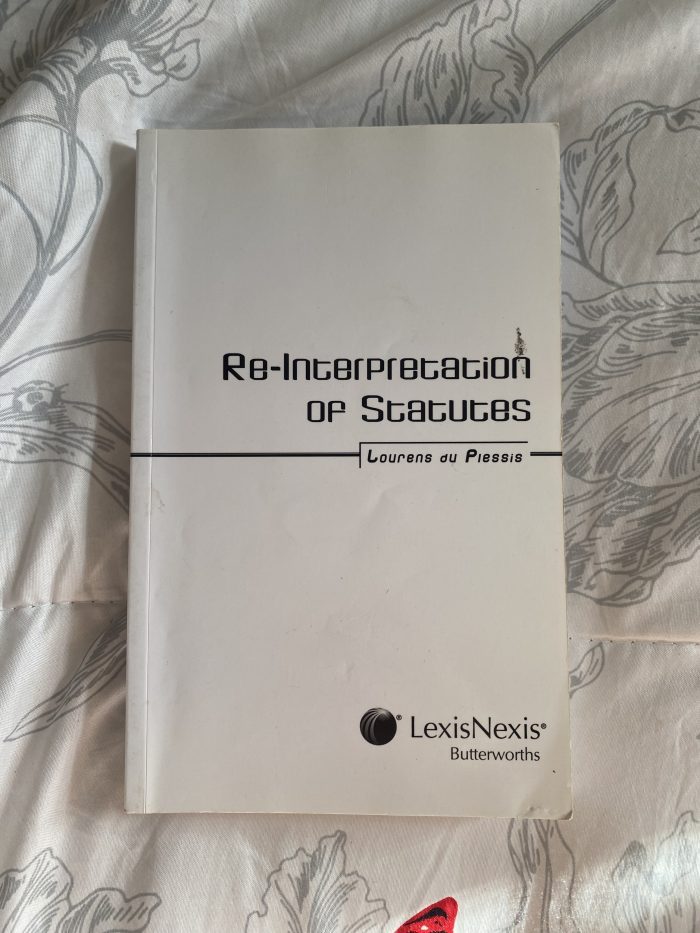 Re-Interpretation
of Statutes
Lourens du Plessis
LexisNexis®
Butterworths